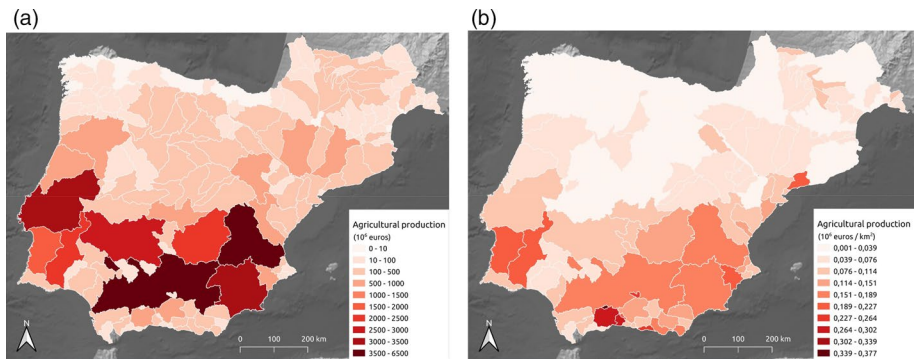 (a)
(b)
Agricultural production
(10⁶ euros)
0 - 10
10 - 100
100 - 500
500 - 1000
1000 - 1500
1500 - 2000
2000 - 2500
2500 - 3000
3000 - 3500
3500 - 6500
N
0 100 200 km
Agricultural production
(10⁶ euros / km²)
0,001 - 0,039
0,039 - 0,076
0,076 - 0,114
0,114 - 0,151
0,151 - 0,189
0,189 - 0,227
0,227 - 0,264
0,264 - 0,302
0,302 - 0,339
0,339 - 0,377
N
0 100 200 km